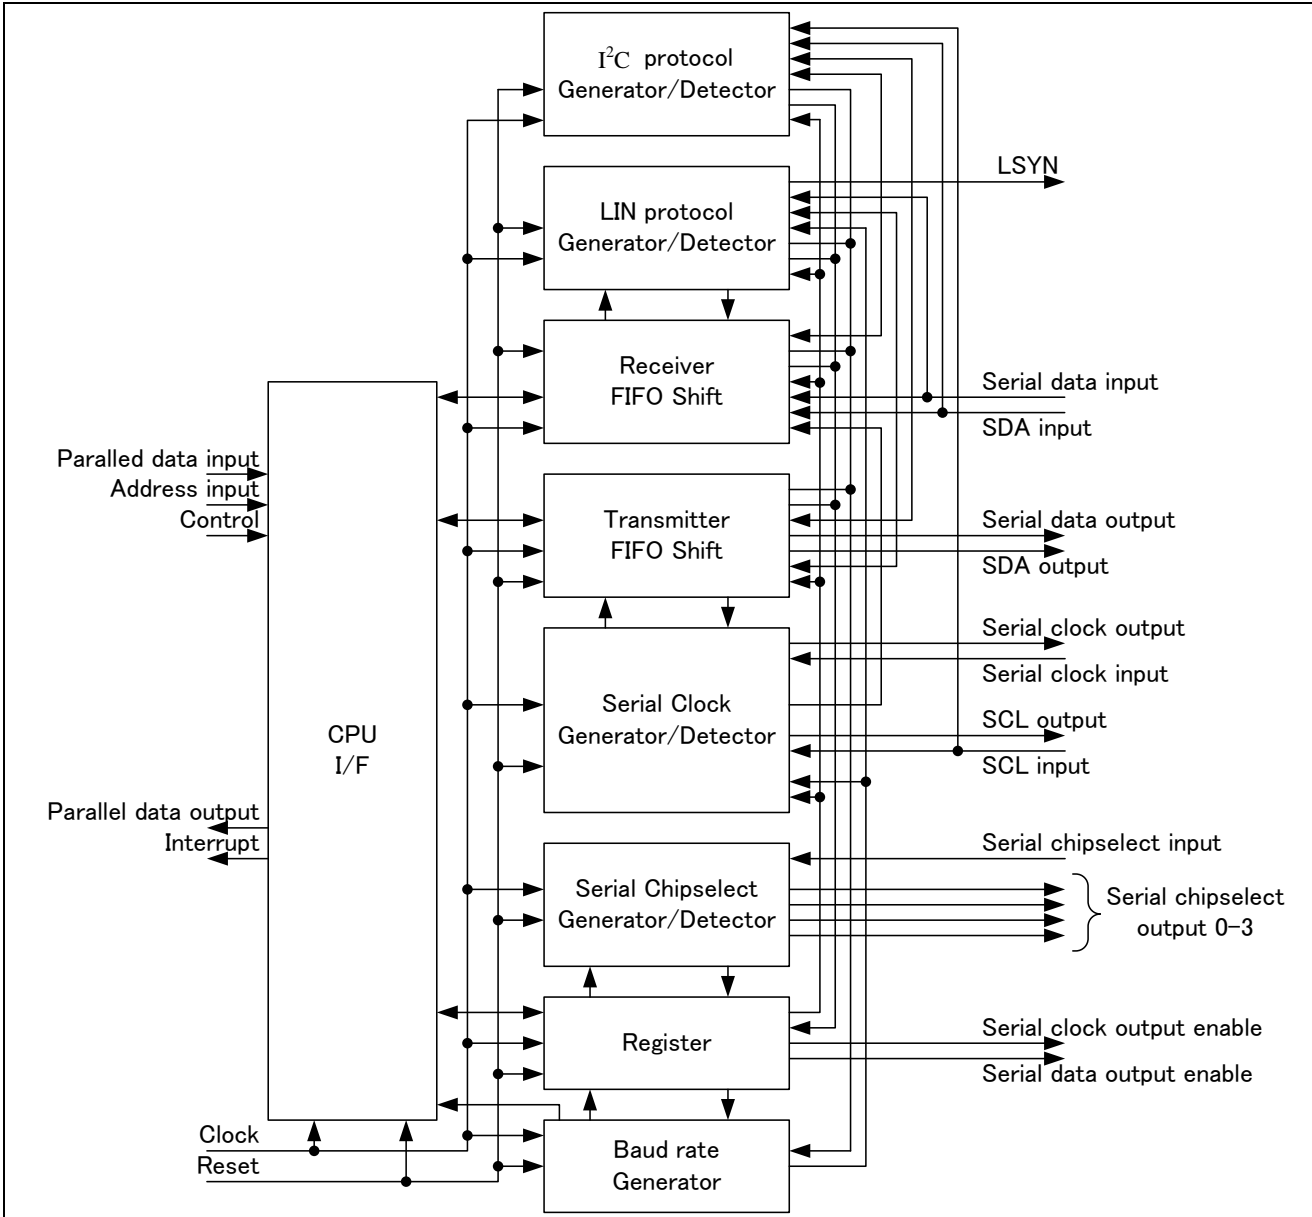 I²C protocol
Generator/Detector
LSYN
LIN protocol
Generator/Detector
Receiver
FIFO Shift
Serial data input
SDA input
Paralled data input
Address input
Control
Transmitter
FIFO Shift
Serial data output
SDA output
Serial clock output
Serial clock input
Serial Clock
Generator/Detector
SCL output
SCL input
CPU
I/F
Parallel data output
Interrupt
Serial chipselect input
Serial Chipselect
Generator/Detector
Serial chipselect
output 0-3
Register
Serial clock output enable
Serial data output enable
Clock
Reset
Baud rate
Generator